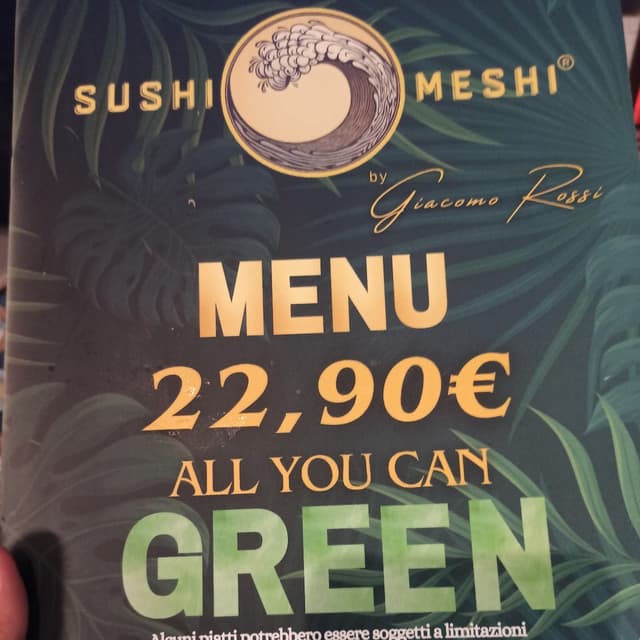 SUSHI MESHI®
by Giacomo Rossi
MENU
22,90€
ALL YOU CAN
GREEN
Alcuni piatti potrebbero essere soggetti a limitazioni